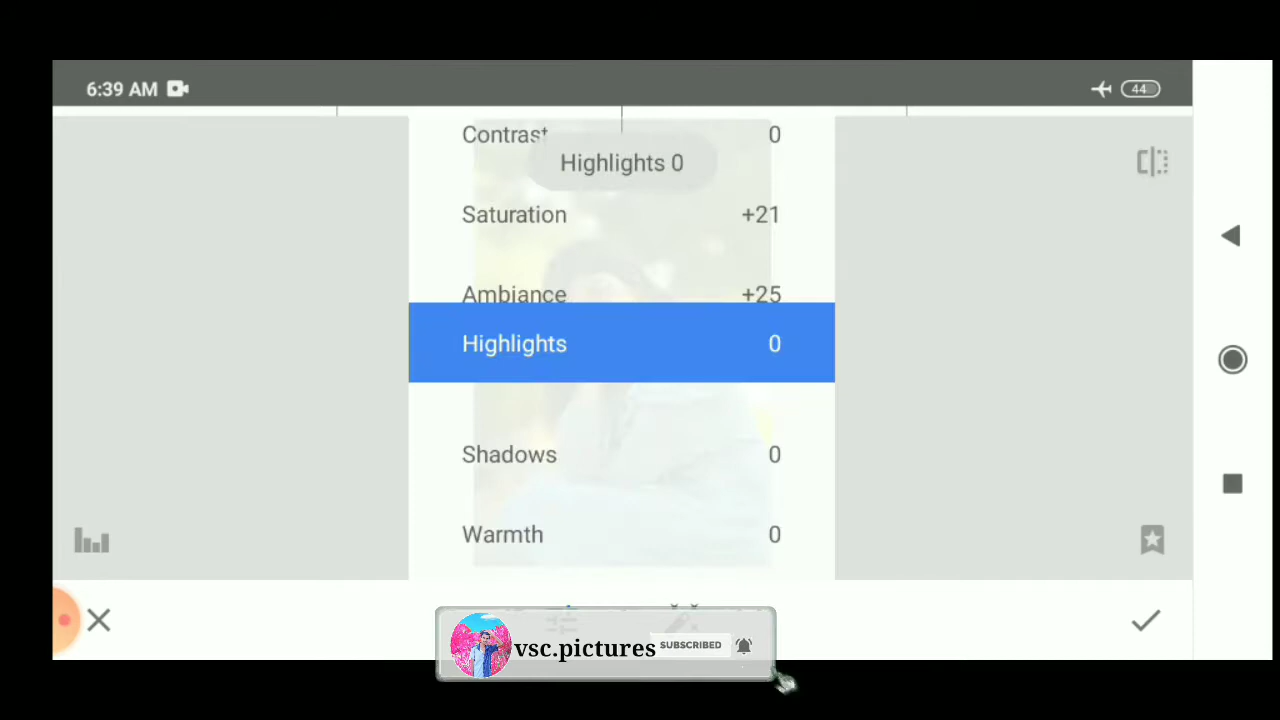 6:39 AM
44
Contrast 0
Highlights 0
Saturation +21
Ambiance +25
Highlights 0
Shadows 0
Warmth 0
vsc.pictures SUBSCRIBED